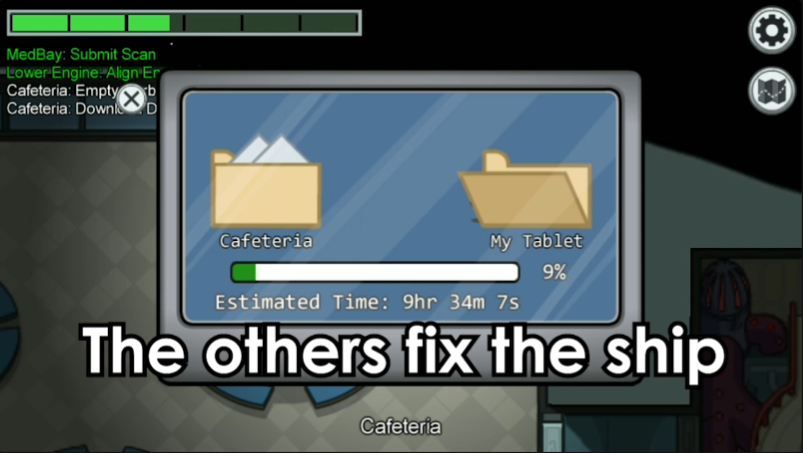 MedBay: Submit Scan
Lower Engine: Align En
Cafeteria: Empty rb
Cafeteria: Downl D
Cafeteria
My Tablet
9%
Estimated Time: 9hr 34m 7s
The others fix the ship
Cafeteria